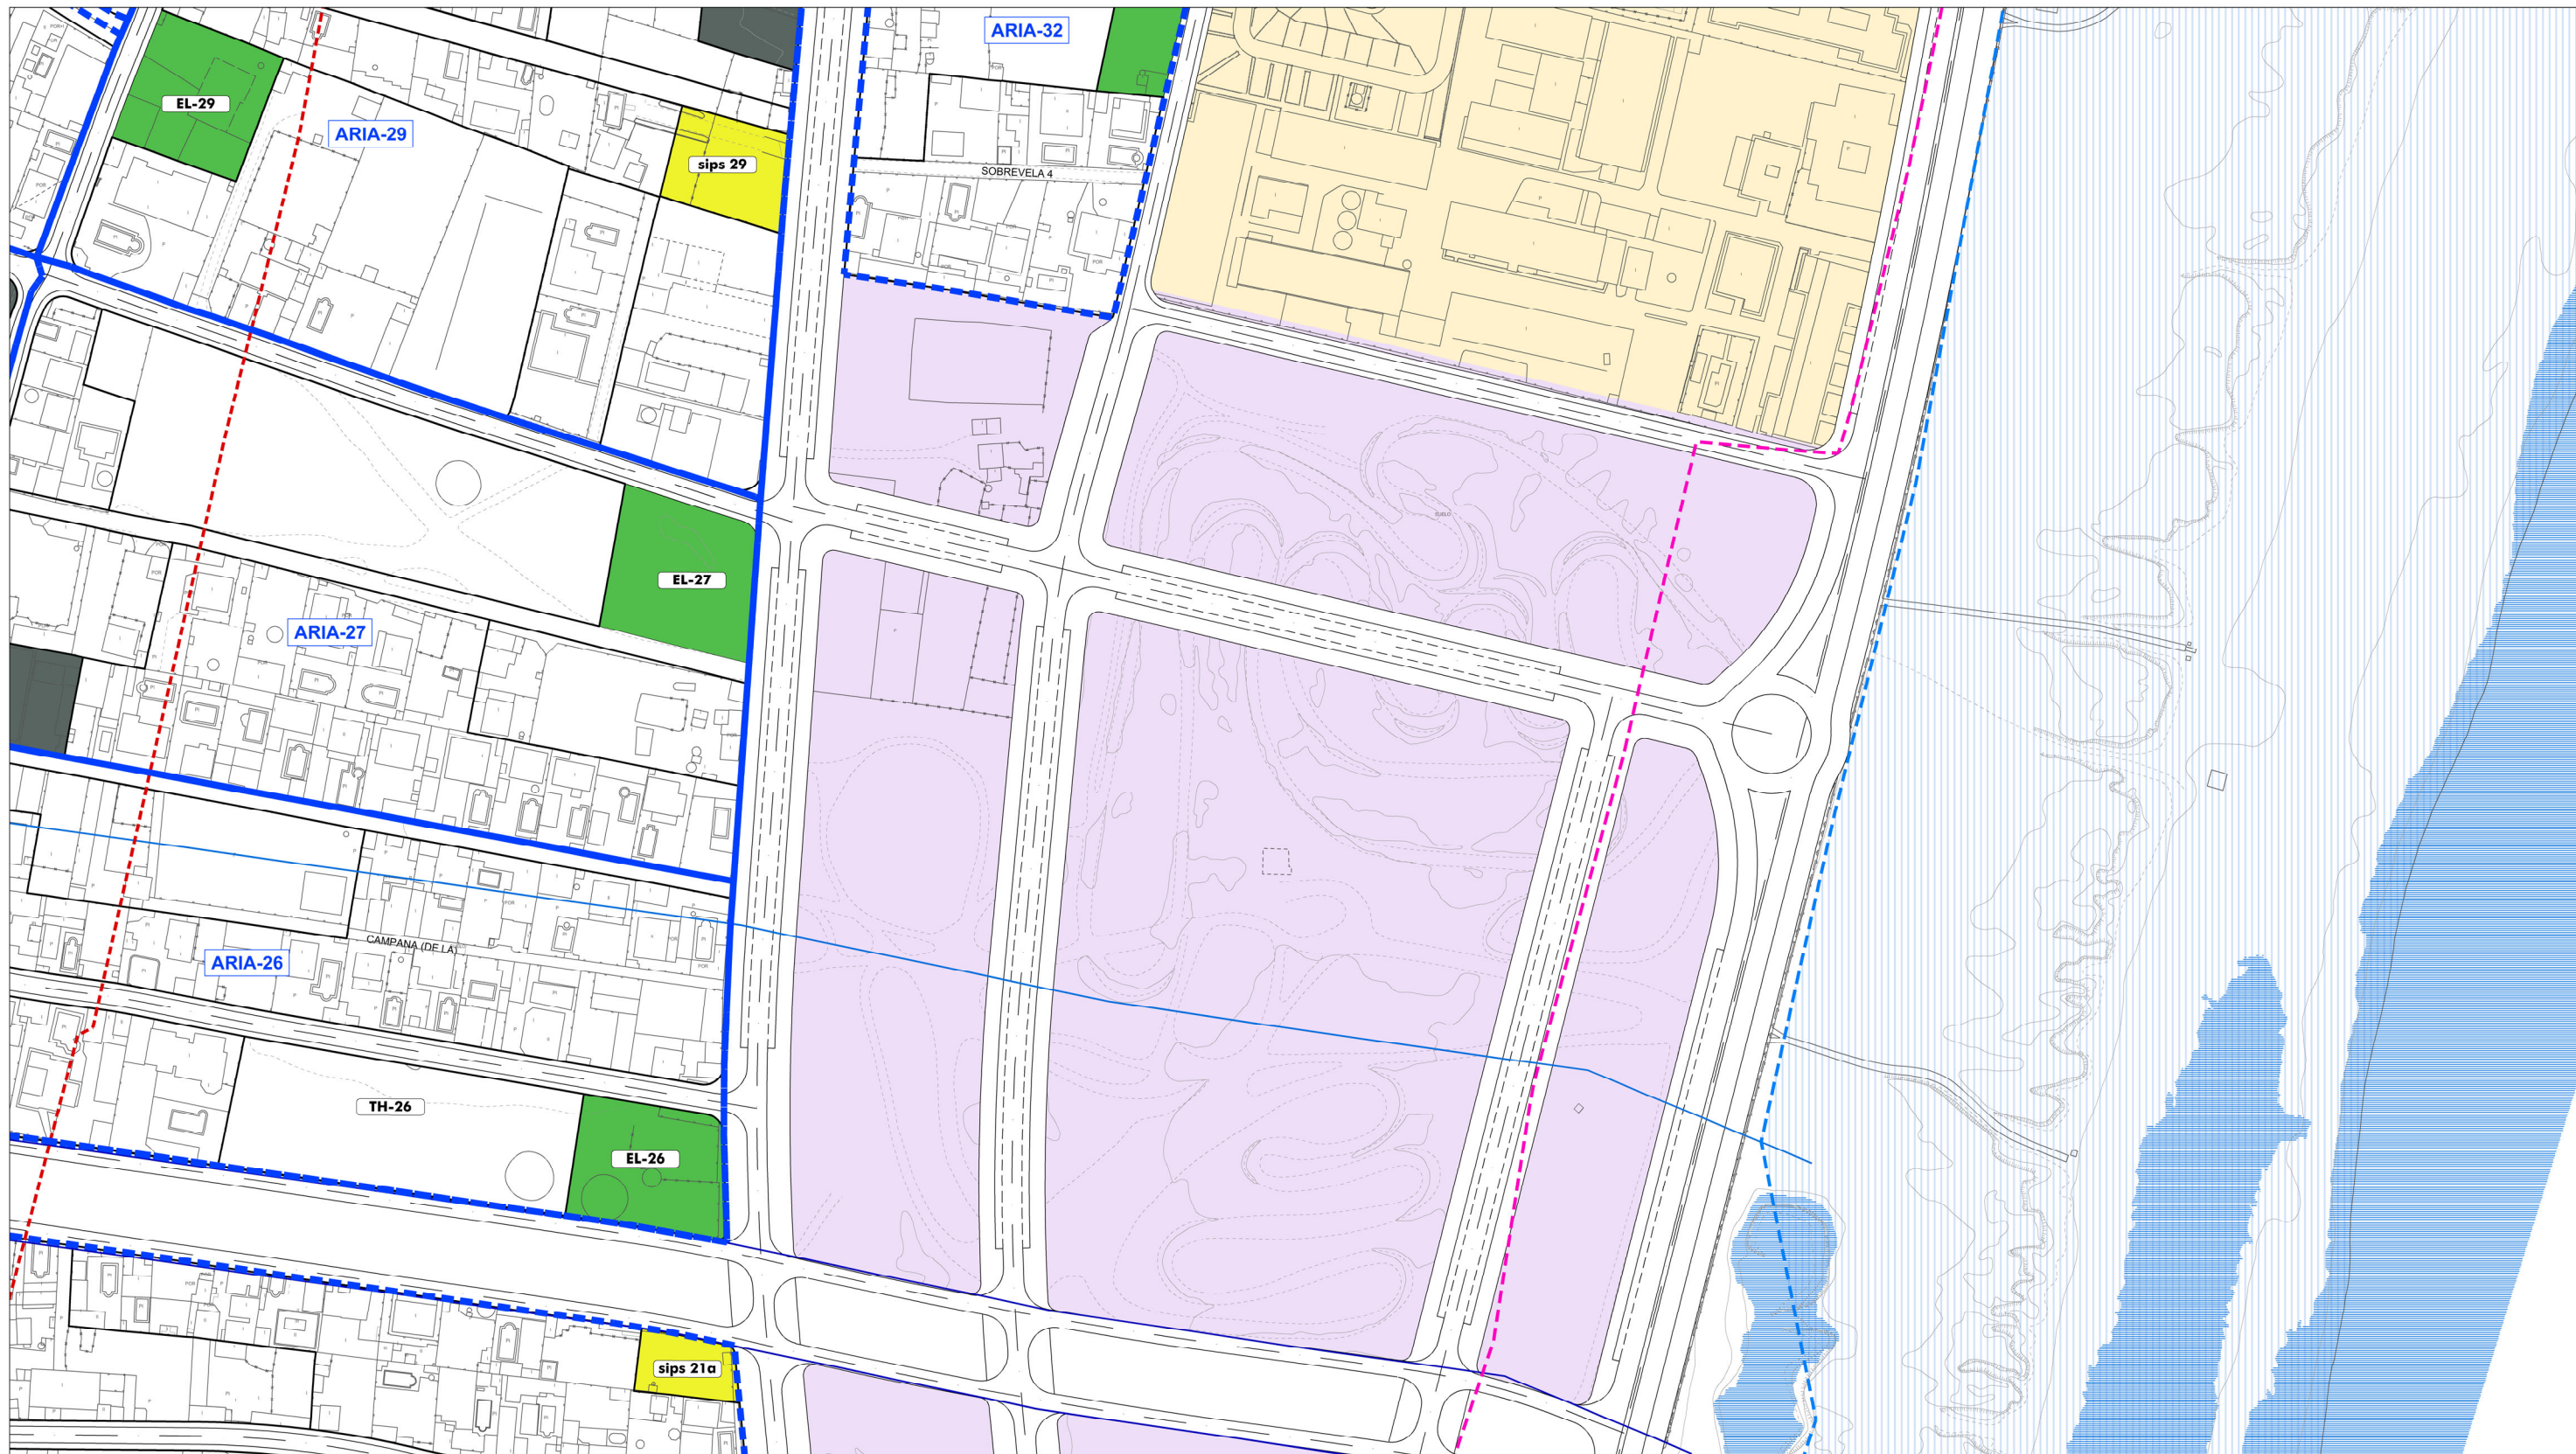 ARIA-32
EL-29
ARIA-29
sips 29
SOBREVELA 4
EL-27
ARIA-27
CAMPANA (DE LA)
ARIA-26
TH-26
EL-26
sips 21a